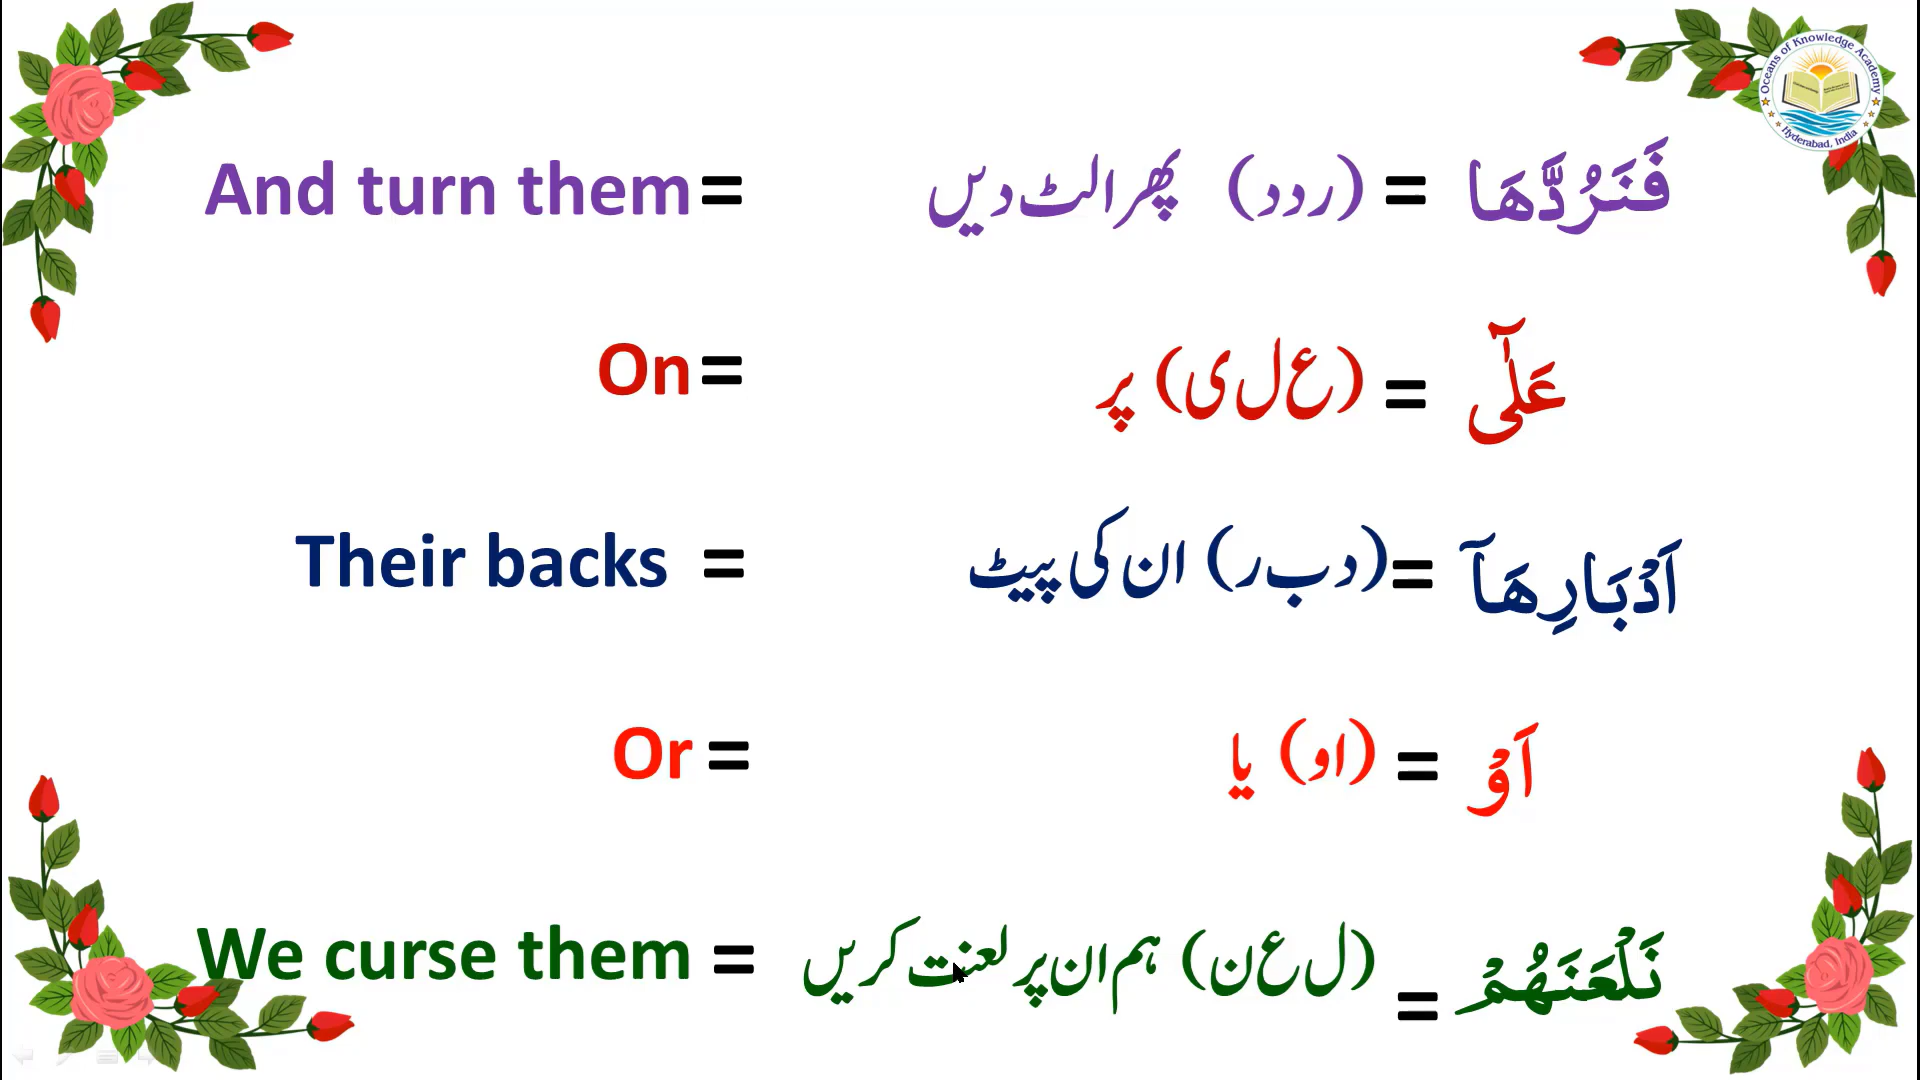 Oceans of Knowledge Academy
Hyderabad, India
فَنَرُدَّهَا = (ردد) پھر الٹ دیں = And turn them
عَلٰٓى = (ع ل ی) پر = On
اَدْبَارِهَآ = (د ب ر) ان کی پیٹ = Their backs
اَوْ = (او) یا = Or
نَلْعَنَهُمْ = (ل ع ن) ہم ان پر لعنت کریں = We curse them